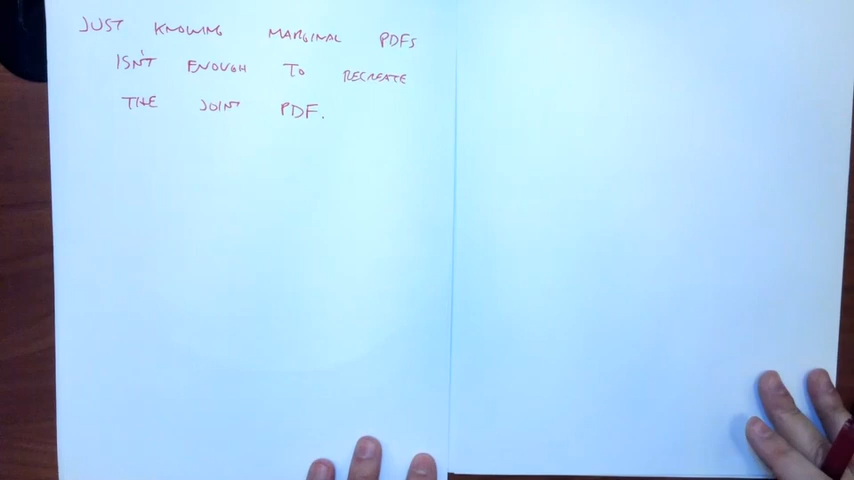 JUST KNOWING MARGINAL PDFS
ISN'T ENOUGH TO RECREATE
THE JOINT PDF.